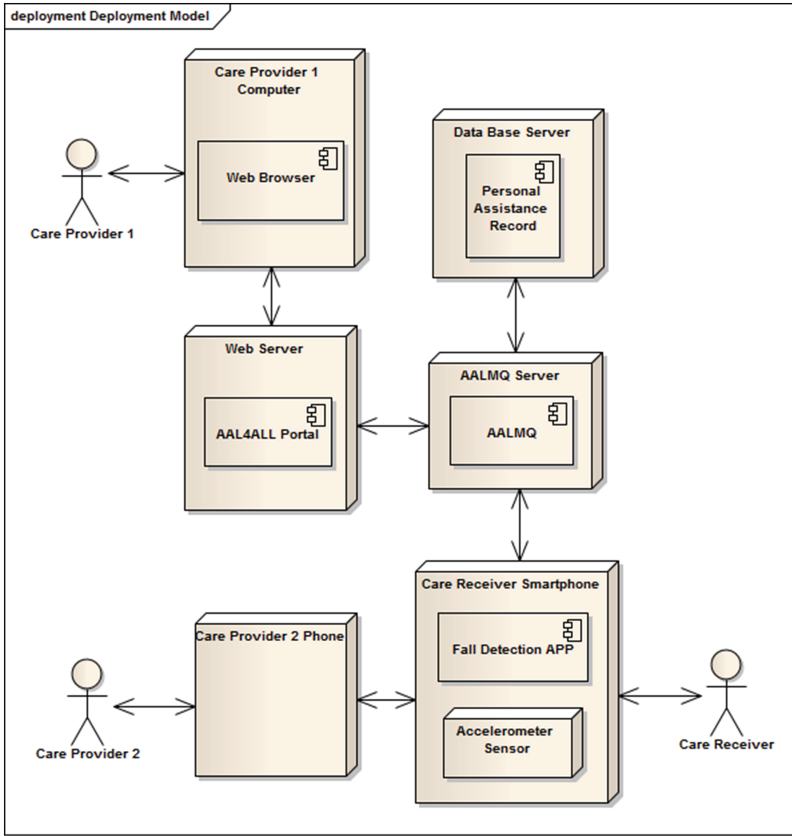 deployment Deployment Model
Care Provider 1
Computer
Web Browser
Care Provider 1
Data Base Server
Personal
Assistance
Record
Web Server
AAL4ALL Portal
AALMQ Server
AALMQ
Care Receiver Smartphone
Fall Detection APP
Accelerometer
Sensor
Care Provider 2 Phone
Care Provider 2
Care Receiver